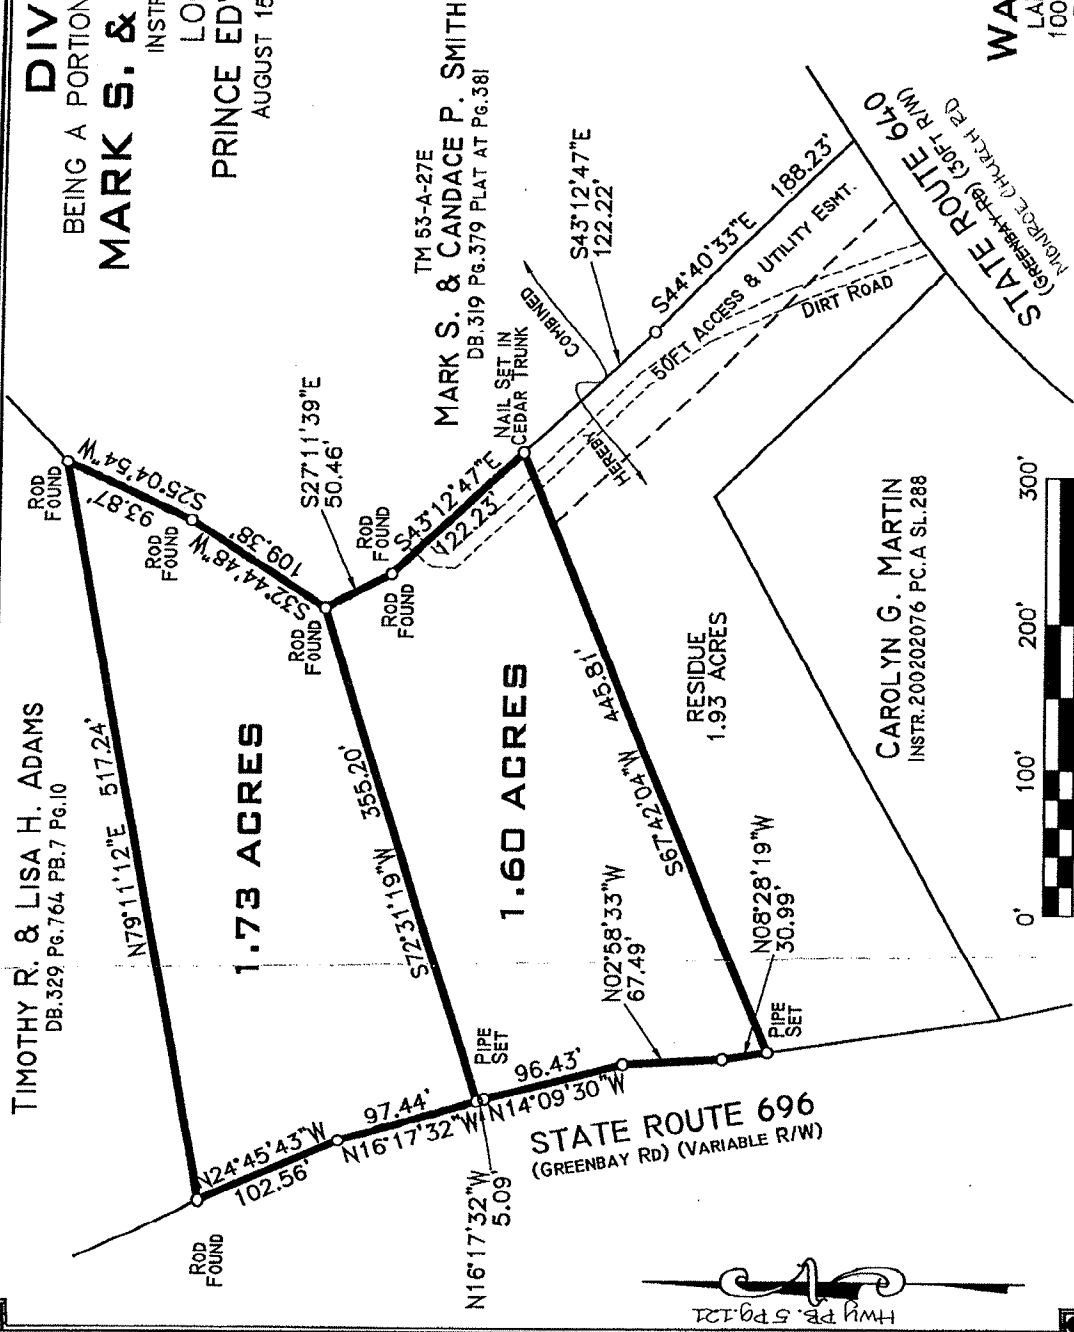 DIV
BEING A PORTION
MARK S. &
INSTR
LO
PRINCE ED
AUGUST 15
WA
LA
100
TIMOTHY R. & LISA H. ADAMS
DB.329 PG.764 PB.7 PG.10
N79°11'12"E 517.24'
ROD
FOUND
S25°04'54"W
93.87'
ROD
FOUND
S32°44'48"W
109.38'
ROD
FOUND
S27°11'39"E
50.46'
ROD
FOUND
ROD
FOUND
S43°12'47"E
122.23'
NAIL SET IN
CEDAR TRUNK
TM 53-A-27E
MARK S. & CANDACE P. SMITH
DB.319 PG.379 PLAT AT PG.381
S43°12'47"E
122.22'
HEREBY
COMBINED
S44°40'33"E 188.23'
50FT ACCESS & UTILITY ESMT.
DIRT ROAD
STATE ROUTE 640
(GREENBAY RD) (30FT R/W)
MONROE CHURCH RD
1.73 ACRES
S72°31'19"W 355.20'
1.60 ACRES
S67°42'04"W 445.81'
RESIDUE
1.93 ACRES
CAROLYN G. MARTIN
INSTR.200202076 PC.A SL.288
ROD
FOUND
N24°45'43"W
102.56'
97.44'
N16°17'32"W
N16°17'32"W
5.09'
PIPE
SET
96.43'
N14°09'30"W
N02°58'33"W
67.49'
N08°28'19"W
30.99'
PIPE
SET
STATE ROUTE 696
(GREENBAY RD) (VARIABLE R/W)
0' 100' 200' 300'
N
Hwy PB. 5 Pg.121